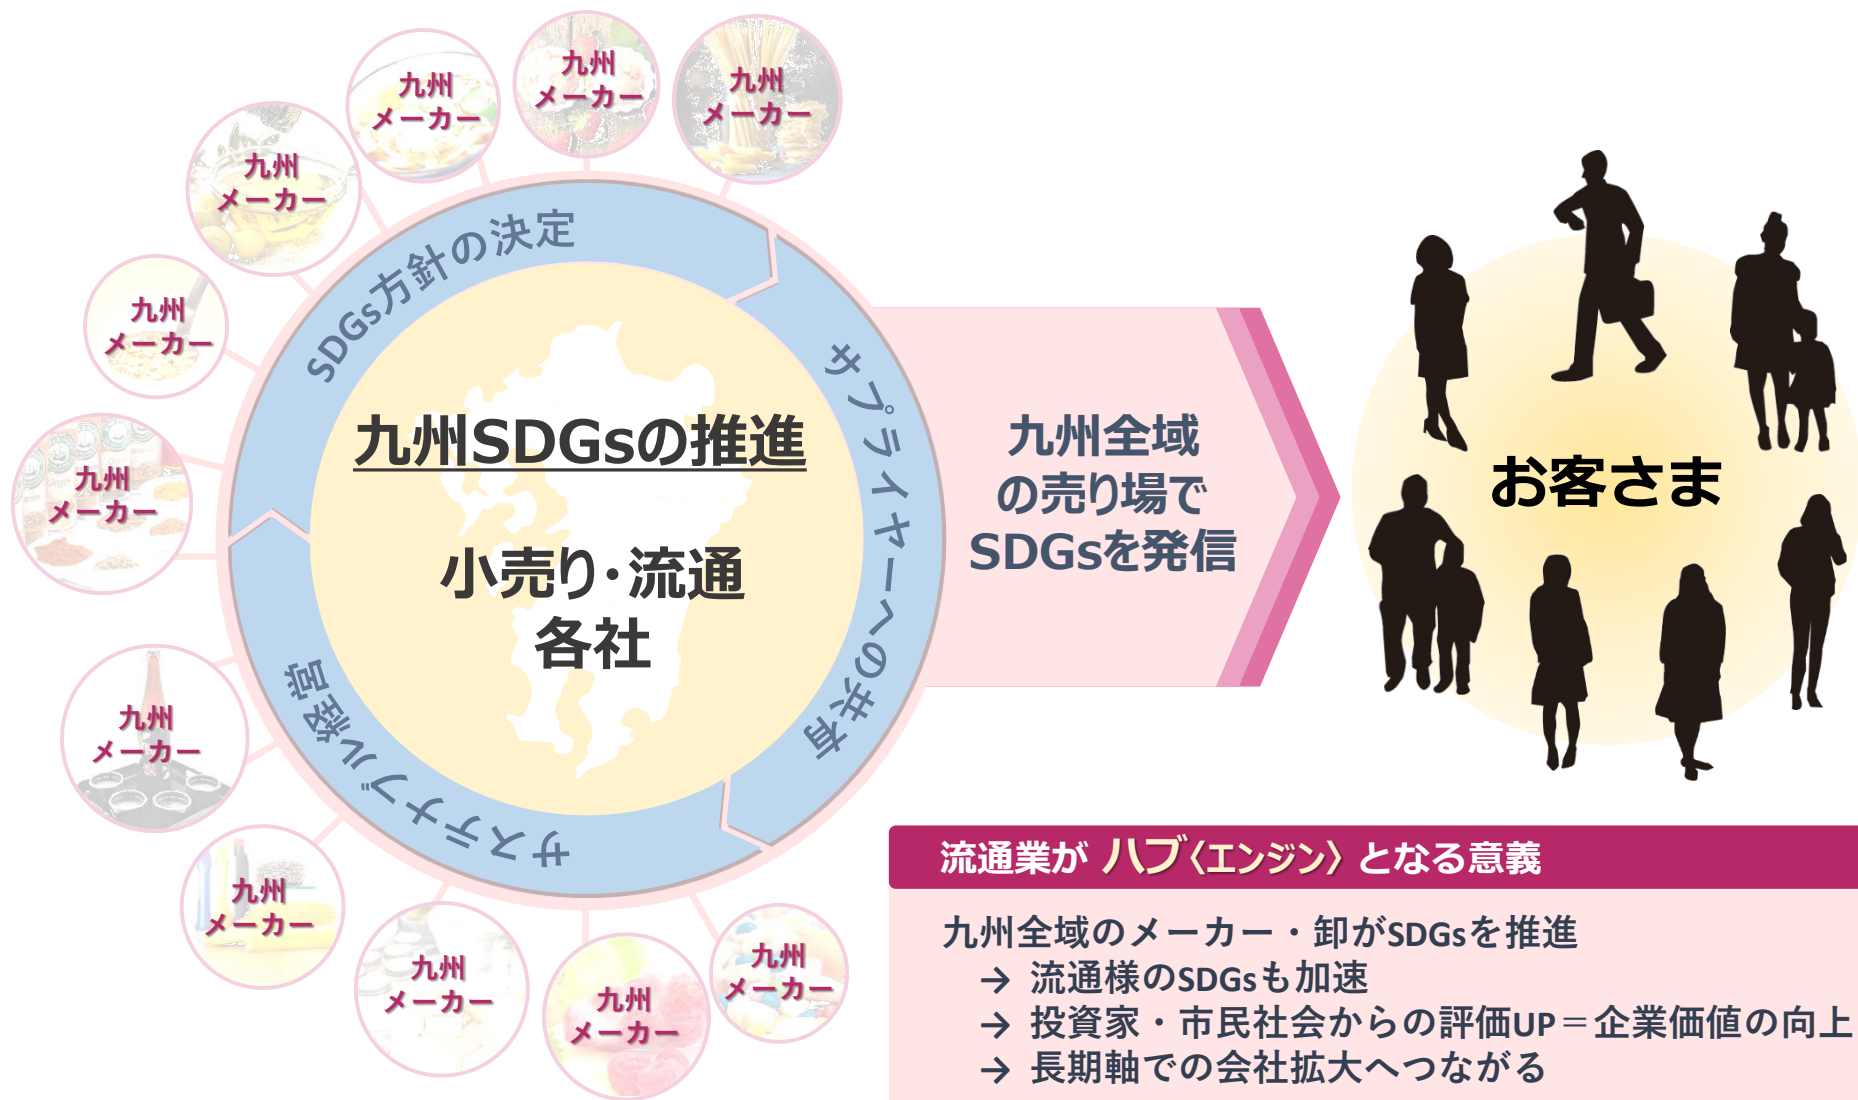 九州
メーカー
九州
メーカー
九州
メーカー
九州
メーカー
九州
メーカー
九州
メーカー
九州
メーカー
九州
メーカー
九州
メーカー
九州
メーカー
九州
メーカー
SDGs方針の決定
サプライヤーへの共有
サステナブル経営
九州SDGsの推進
小売り・流通
各社
九州全域
の売り場で
SDGsを発信
お客さま
流通業が ハブ〈エンジン〉 となる意義
九州全域のメーカー・卸がSDGsを推進
→ 流通様のSDGsも加速
→ 投資家・市民社会からの評価UP＝企業価値の向上
→ 長期軸での会社拡大へつながる